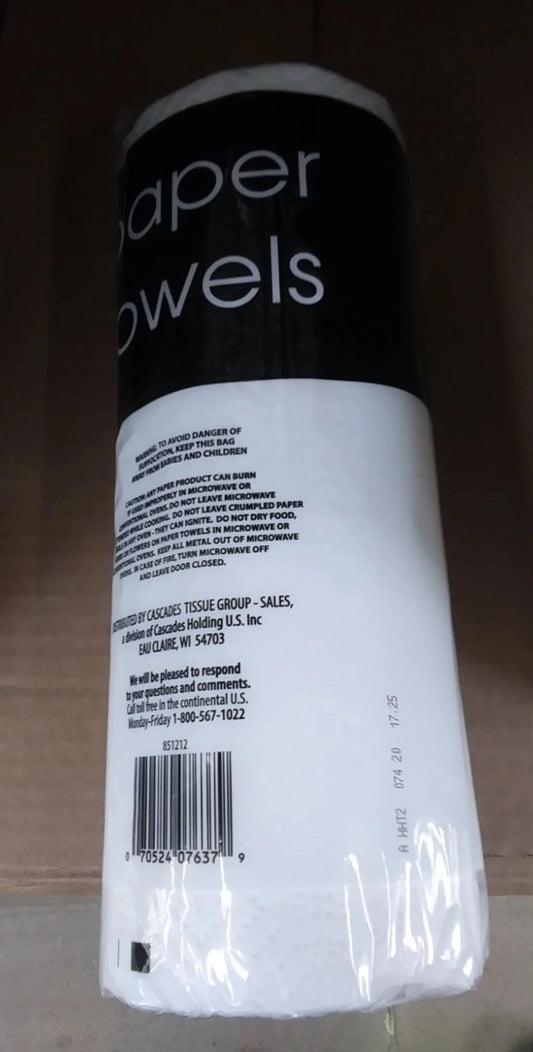 paper
owels
WARNING: TO AVOID DANGER OF
SUFFOCATION, KEEP THIS BAG
AWAY FROM BABIES AND CHILDREN
CAUTION: ANY PAPER PRODUCT CAN BURN
IF USED IMPROPERLY IN MICROWAVE OR
CONVENTIONAL OVENS. DO NOT LEAVE MICROWAVE
WHILE COOKING. DO NOT LEAVE CRUMPLED PAPER
IN ANY OVEN - THEY CAN IGNITE. DO NOT DRY FOOD,
OR FLOWERS ON PAPER TOWELS IN MICROWAVE OR
OVENS. KEEP ALL METAL OUT OF MICROWAVE
OVENS. IN CASE OF FIRE, TURN MICROWAVE OFF
AND LEAVE DOOR CLOSED.
BY CASCADES TISSUE GROUP - SALES,
a division of Cascades Holding U.S. Inc
EAU CLAIRE, WI 54703
We will be pleased to respond
to your questions and comments.
Call toll free in the continental U.S.
Monday-Friday 1-800-567-1022
851212
0 70524 07637 9
A HHT2 074 20 17:25